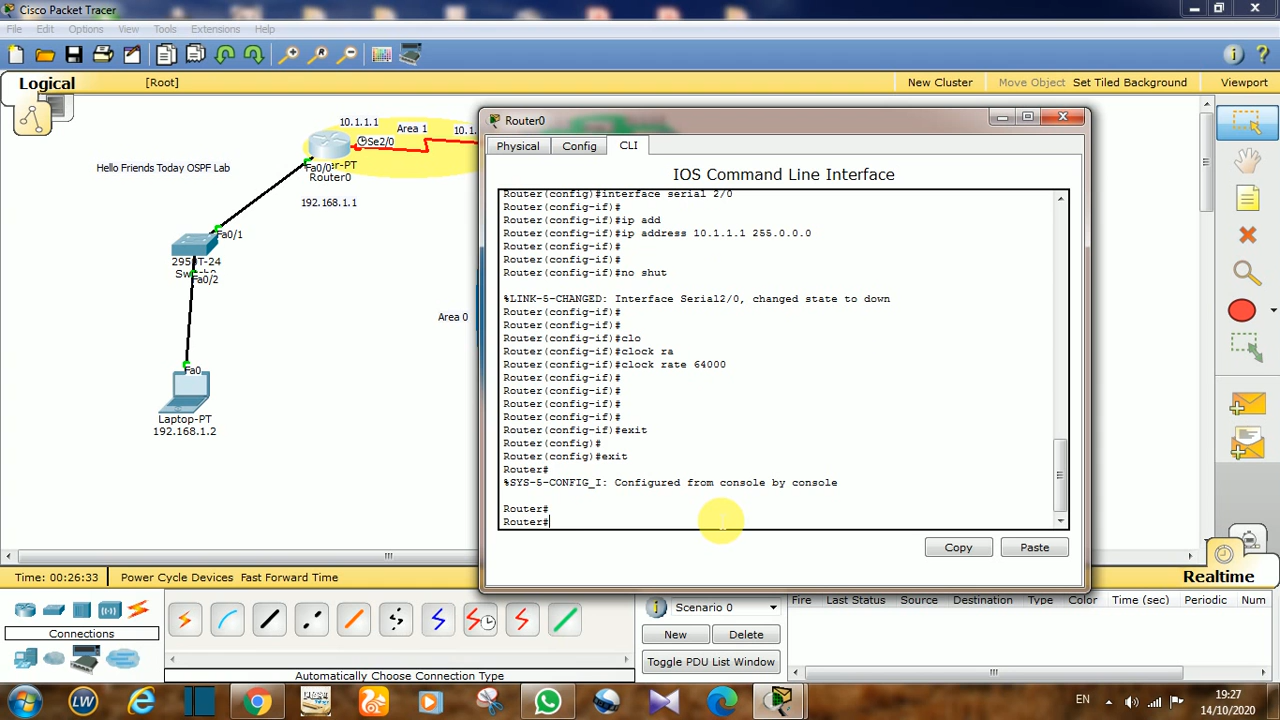 Cisco Packet Tracer
File Edit Options View Tools Extensions Help
Logical [Root] New Cluster Move Object Set Tiled Background Viewport
Hello Friends Today OSPF Lab
10.1.1.1
Area 1
10.1.
Se2/0
Fa0/0
r-PT
Router0
192.168.1.1
Fa0/1
2950T-24
Fa0/2
Area 0
Fa0
Laptop-PT
192.168.1.2
Router0
Physical Config CLI
IOS Command Line Interface
Router(config)#interface serial 2/0
Router(config-if)#
Router(config-if)#ip add
Router(config-if)#ip address 10.1.1.1 255.0.0.0
Router(config-if)#
Router(config-if)#
Router(config-if)#no shut
%LINK-5-CHANGED: Interface Serial2/0, changed state to down
Router(config-if)#
Router(config-if)#
Router(config-if)#clo
Router(config-if)#clock ra
Router(config-if)#clock rate 64000
Router(config-if)#
Router(config-if)#
Router(config-if)#
Router(config-if)#
Router(config-if)#exit
Router(config)#
Router(config)#exit
Router#
%SYS-5-CONFIG_I: Configured from console by console
Router#
Router#
Copy Paste
Time: 00:26:33 Power Cycle Devices Fast Forward Time Realtime
Connections
Automatically Choose Connection Type
Scenario 0
New Delete
Toggle PDU List Window
Fire Last Status Source Destination Type Color Time (sec) Periodic Num
LW
EN 19:27
14/10/2020